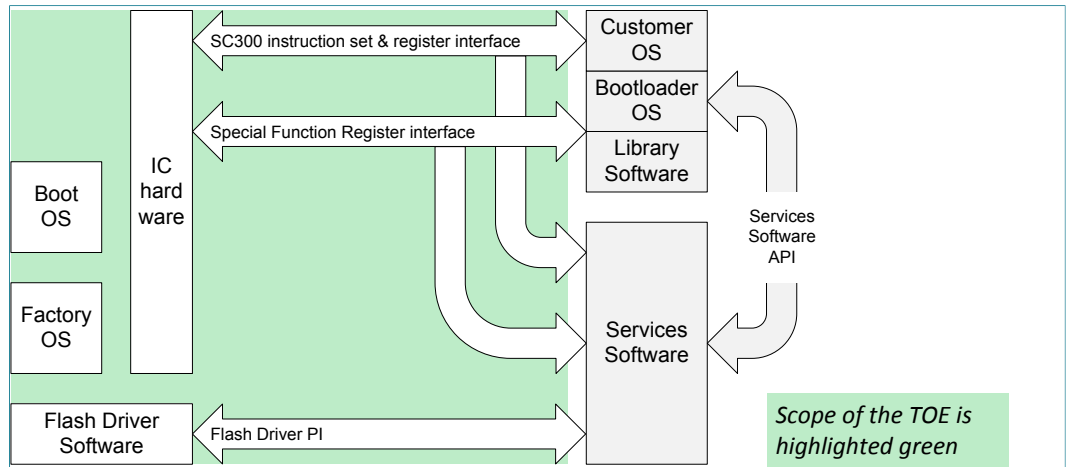 SC300 instruction set & register interface
Customer
OS
Bootloader
OS
Special Function Register interface
Library
Software
IC
hard
ware
Boot
OS
Services
Software
API
Factory
OS
Services
Software
Flash Driver
Software
Flash Driver PI
Scope of the TOE is
highlighted green